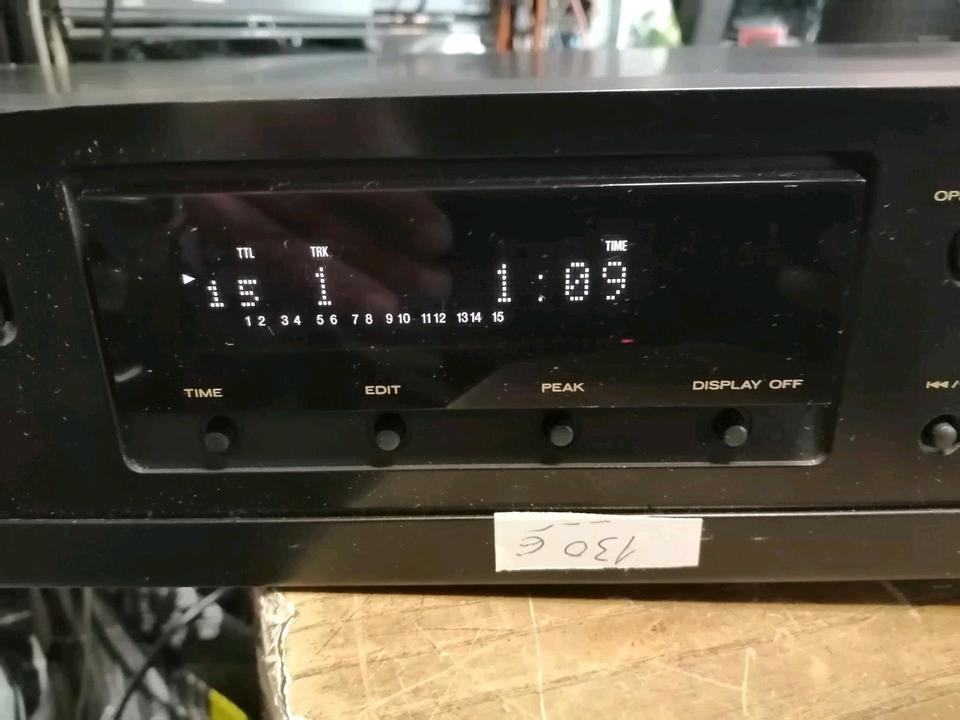 OP
TTL TRK TIME
15 1 1:09
1 2 3 4 5 6 7 8 9 10 11 12 13 14 15
TIME EDIT PEAK DISPLAY OFF
130 €